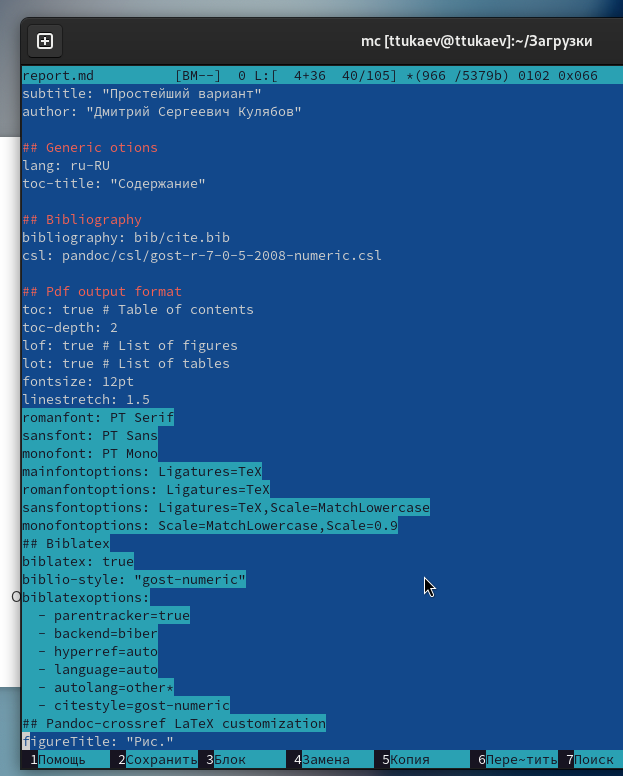 mc [ttukaev@ttukaev]:~/Загрузки
report.md [BM--] 0 L:[ 4+36 40/105] *(966 /5379b) 0102 0x066
subtitle: "Простейший вариант"
author: "Дмитрий Сергеевич Кулябов"
## Generic otions
lang: ru-RU
toc-title: "Содержание"
## Bibliography
bibliography: bib/cite.bib
csl: pandoc/csl/gost-r-7-0-5-2008-numeric.csl
## Pdf output format
toc: true # Table of contents
toc-depth: 2
lof: true # List of figures
lot: true # List of tables
fontsize: 12pt
linestretch: 1.5
romanfont: PT Serif
sansfont: PT Sans
monofont: PT Mono
mainfontoptions: Ligatures=TeX
romanfontoptions: Ligatures=TeX
sansfontoptions: Ligatures=TeX,Scale=MatchLowercase
monofontoptions: Scale=MatchLowercase,Scale=0.9
## Biblatex
biblatex: true
biblio-style: "gost-numeric"
biblatexoptions:
  - parentracker=true
  - backend=biber
  - hyperref=auto
  - language=auto
  - autolang=other*
  - citestyle=gost-numeric
## Pandoc-crossref LaTeX customization
figureTitle: "Рис."
1Помощь 2Сохранить 3Блок 4Замена 5Копия 6Пере~тить 7Поиск